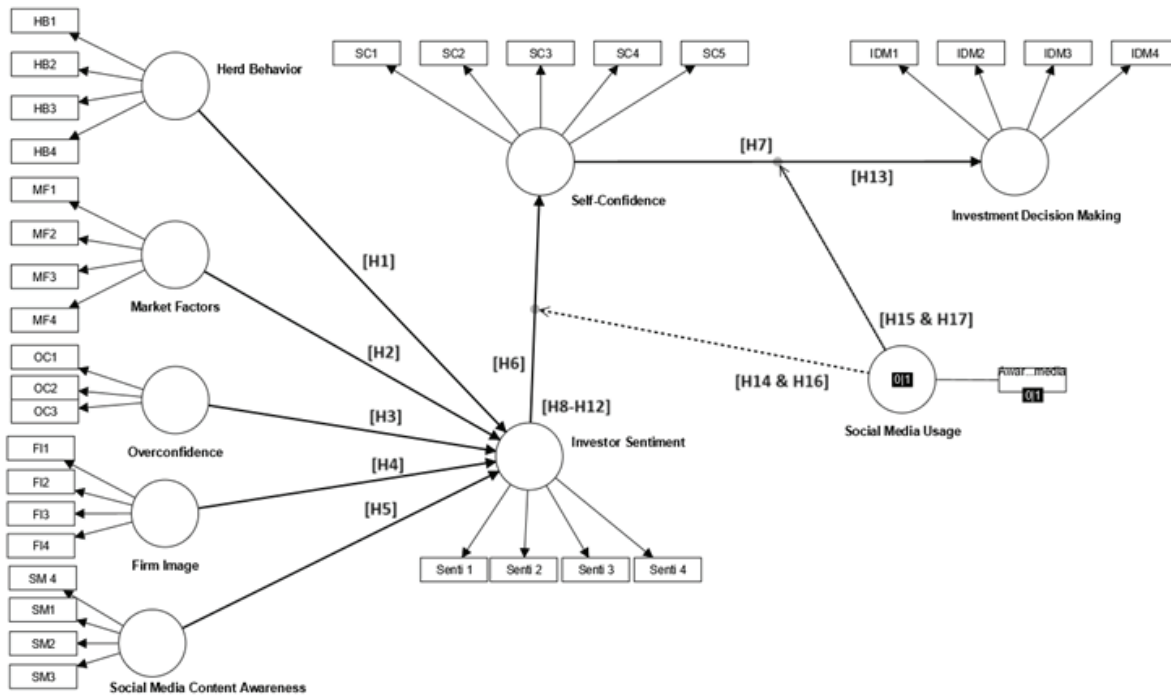 HB1
HB2
HB3
HB4
Herd Behavior
MF1
MF2
MF3
MF4
Market Factors
OC1
OC2
OC3
Overconfidence
FI1
FI2
FI3
FI4
Firm Image
SM 4
SM1
SM2
SM3
Social Media Content Awareness
[H1]
[H2]
[H3]
[H4]
[H5]
SC1
SC2
SC3
SC4
SC5
Self-Confidence
[H6]
[H8-H12]
Investor Sentiment
Senti 1
Senti 2
Senti 3
Senti 4
[H7]
[H13]
IDM1
IDM2
IDM3
IDM4
Investment Decision Making
[H15 & H17]
[H14 & H16]
0|1
Awar...media
0|1
Social Media Usage